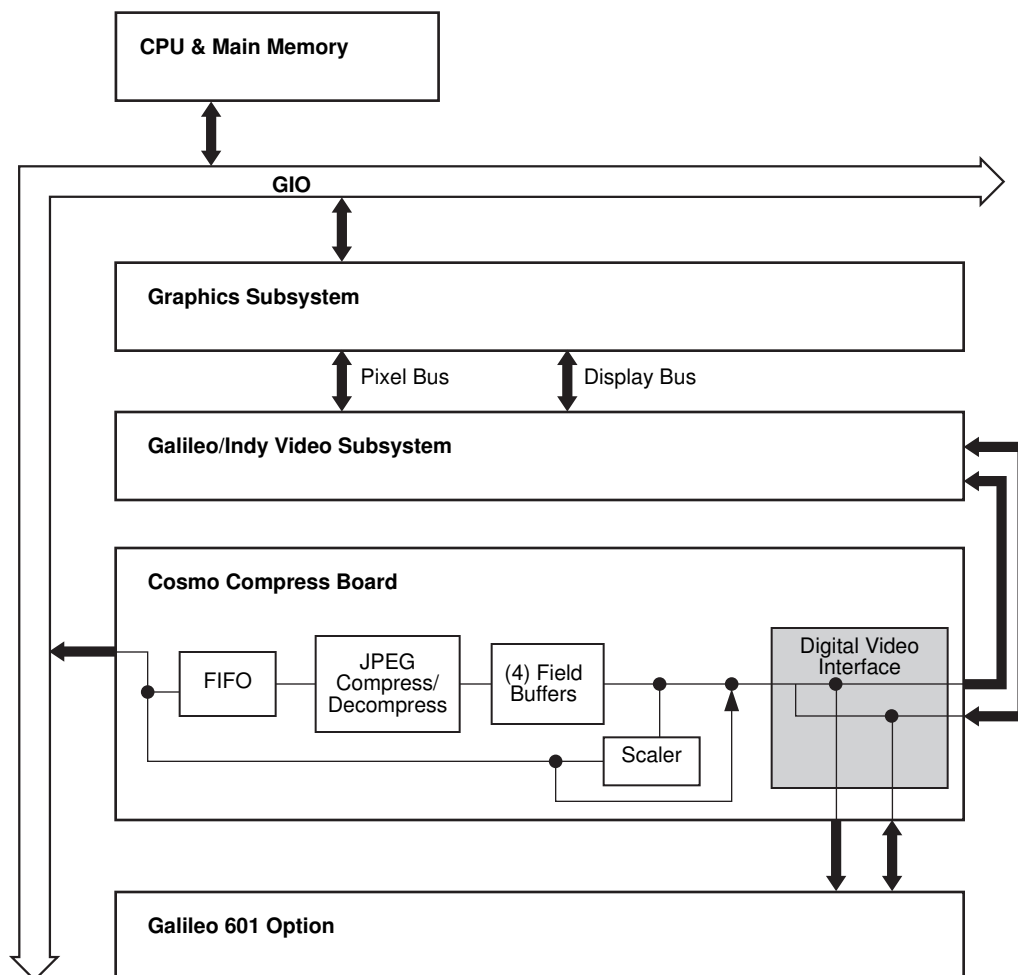 CPU & Main Memory
GIO
Graphics Subsystem
Pixel Bus
Display Bus
Galileo/Indy Video Subsystem
Cosmo Compress Board
FIFO
JPEG
Compress/
Decompress
(4) Field
Buffers
Scaler
Digital Video
Interface
Galileo 601 Option